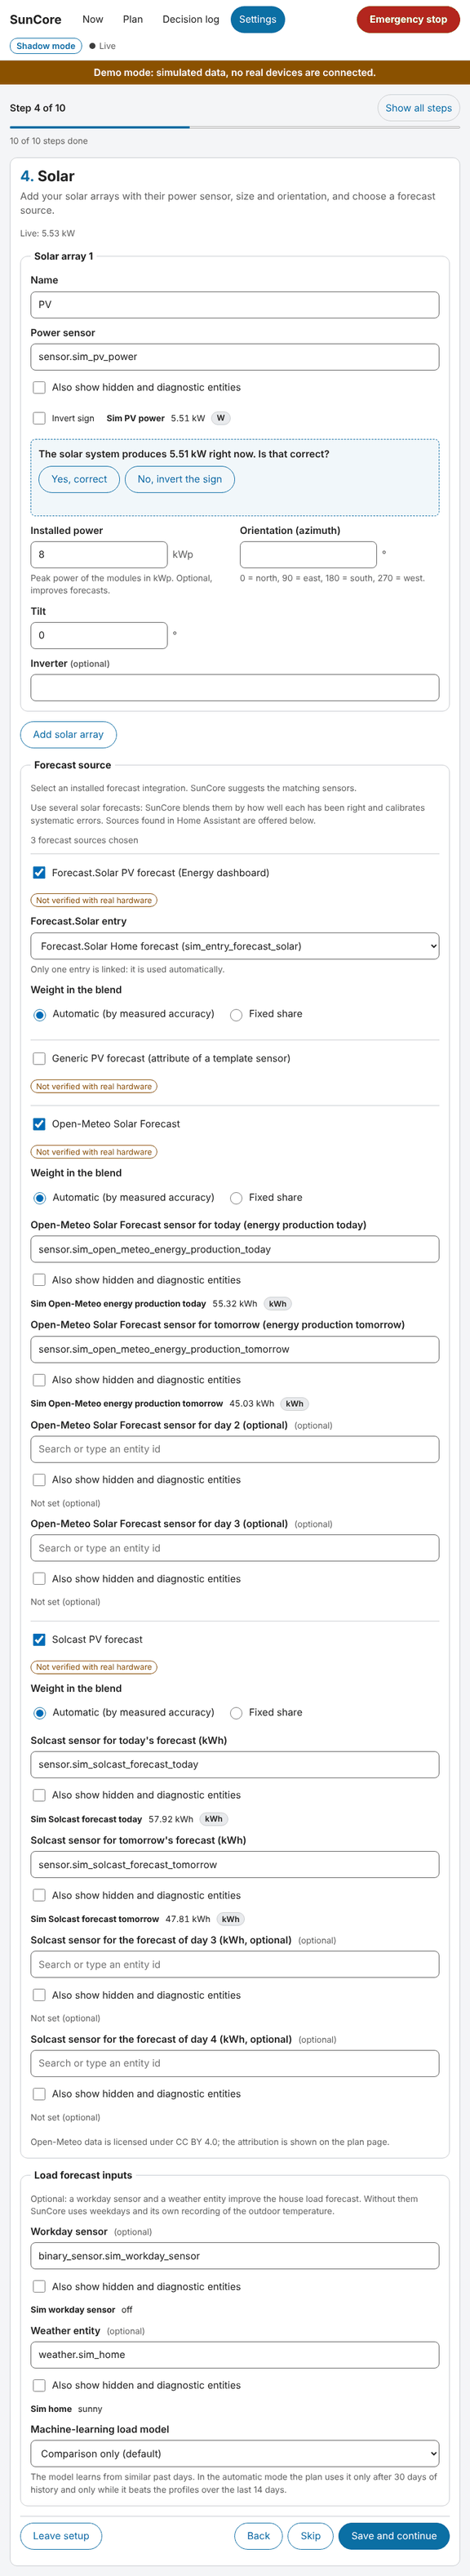 SunCore Now Plan Decision log Settings Emergency stop
Shadow mode Live
Demo mode: simulated data, no real devices are connected.
Step 4 of 10 Show all steps
10 of 10 steps done
4. Solar
Add your solar arrays with their power sensor, size and orientation, and choose a forecast
source.
Live: 5.53 kW
Solar array 1
Name
PV
Power sensor
sensor.sim_pv_power
Also show hidden and diagnostic entities
Invert sign Sim PV power 5.51 kW W
The solar system produces 5.51 kW right now. Is that correct?
Yes, correct No, invert the sign
Installed power Orientation (azimuth)
8 kWp °
Peak power of the modules in kWp. Optional, 0 = north, 90 = east, 180 = south, 270 = west.
improves forecasts.
Tilt
0 °
Inverter (optional)
Add solar array
Forecast source
Select an installed forecast integration. SunCore suggests the matching sensors.
Use several solar forecasts: SunCore blends them by how well each has been right and calibrates
systematic errors. Sources found in Home Assistant are offered below.
3 forecast sources chosen
Forecast.Solar PV forecast (Energy dashboard)
Not verified with real hardware
Forecast.Solar entry
Forecast.Solar Home forecast (sim_entry_forecast_solar)
Only one entry is linked: it is used automatically.
Weight in the blend
Automatic (by measured accuracy) Fixed share
Generic PV forecast (attribute of a template sensor)
Not verified with real hardware
Open-Meteo Solar Forecast
Not verified with real hardware
Weight in the blend
Automatic (by measured accuracy) Fixed share
Open-Meteo Solar Forecast sensor for today (energy production today)
sensor.sim_open_meteo_energy_production_today
Also show hidden and diagnostic entities
Sim Open-Meteo energy production today 55.32 kWh kWh
Open-Meteo Solar Forecast sensor for tomorrow (energy production tomorrow)
sensor.sim_open_meteo_energy_production_tomorrow
Also show hidden and diagnostic entities
Sim Open-Meteo energy production tomorrow 45.03 kWh kWh
Open-Meteo Solar Forecast sensor for day 2 (optional) (optional)
Search or type an entity id
Also show hidden and diagnostic entities
Not set (optional)
Open-Meteo Solar Forecast sensor for day 3 (optional) (optional)
Search or type an entity id
Also show hidden and diagnostic entities
Not set (optional)
Solcast PV forecast
Not verified with real hardware
Weight in the blend
Automatic (by measured accuracy) Fixed share
Solcast sensor for today's forecast (kWh)
sensor.sim_solcast_forecast_today
Also show hidden and diagnostic entities
Sim Solcast forecast today 57.92 kWh kWh
Solcast sensor for tomorrow's forecast (kWh)
sensor.sim_solcast_forecast_tomorrow
Also show hidden and diagnostic entities
Sim Solcast forecast tomorrow 47.81 kWh kWh
Solcast sensor for the forecast of day 3 (kWh, optional) (optional)
Search or type an entity id
Also show hidden and diagnostic entities
Not set (optional)
Solcast sensor for the forecast of day 4 (kWh, optional) (optional)
Search or type an entity id
Also show hidden and diagnostic entities
Not set (optional)
Open-Meteo data is licensed under CC BY 4.0; the attribution is shown on the plan page.
Load forecast inputs
Optional: a workday sensor and a weather entity improve the house load forecast. Without them
SunCore uses weekdays and its own recording of the outdoor temperature.
Workday sensor (optional)
binary_sensor.sim_workday_sensor
Also show hidden and diagnostic entities
Sim workday sensor off
Weather entity (optional)
weather.sim_home
Also show hidden and diagnostic entities
Sim home sunny
Machine-learning load model
Comparison only (default)
The model learns from similar past days. In the automatic mode the plan uses it only after 30 days of
history and only while it beats the profiles over the last 14 days.
Leave setup Back Skip Save and continue